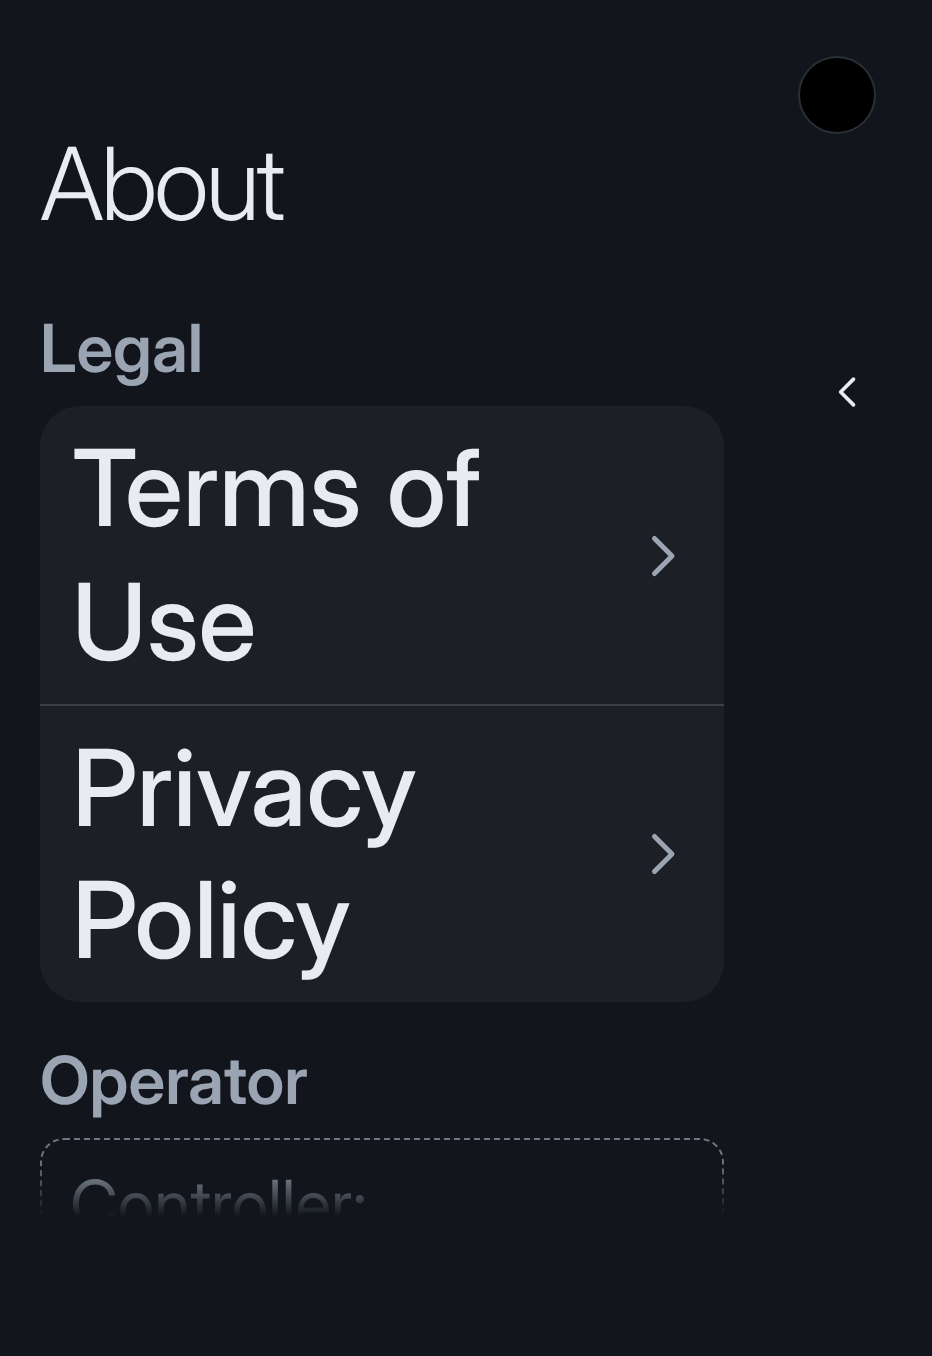 About
Legal
Terms of
Use
Privacy
Policy
Operator
Controller: